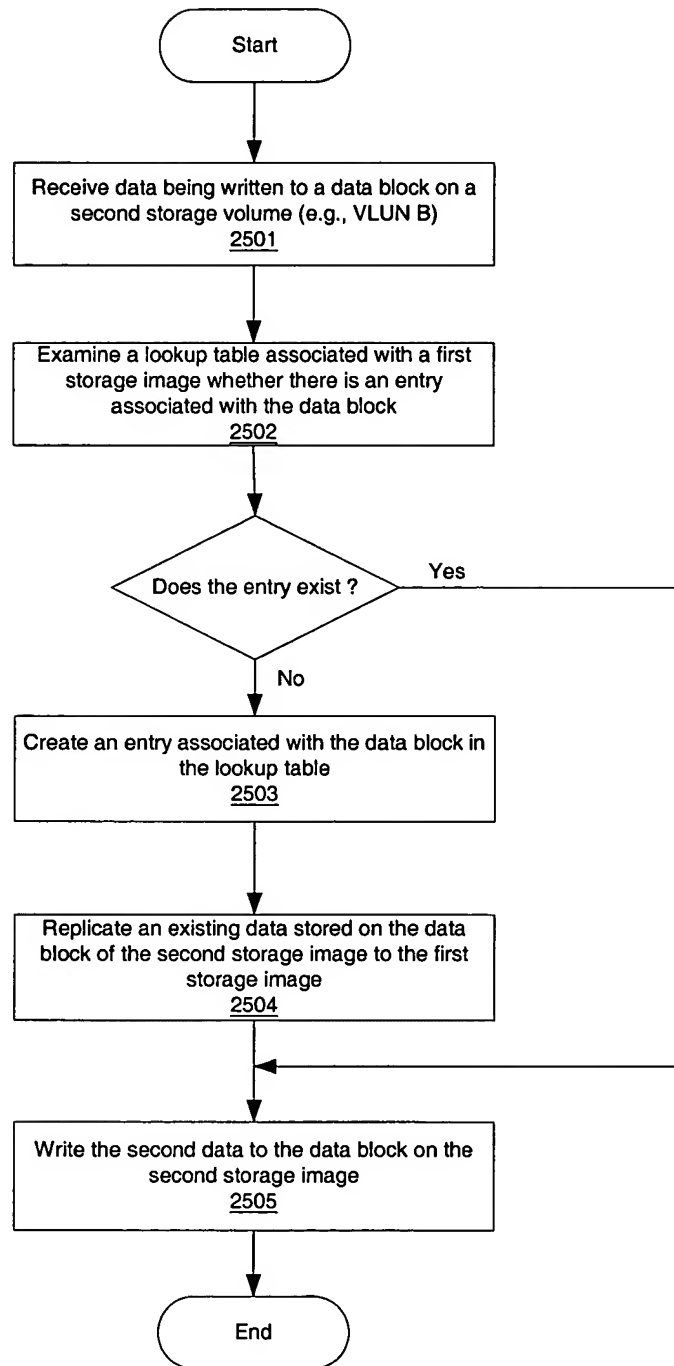 Start
Receive data being written to a data block on a
second storage volume (e.g., VLUN B)
2501
Examine a lookup table associated with a first
storage image whether there is an entry
associated with the data block
2502
Does the entry exist ?
Yes
No
Create an entry associated with the data block in
the lookup table
2503
Replicate an existing data stored on the data
block of the second storage image to the first
storage image
2504
Write the second data to the data block on the
second storage image
2505
End